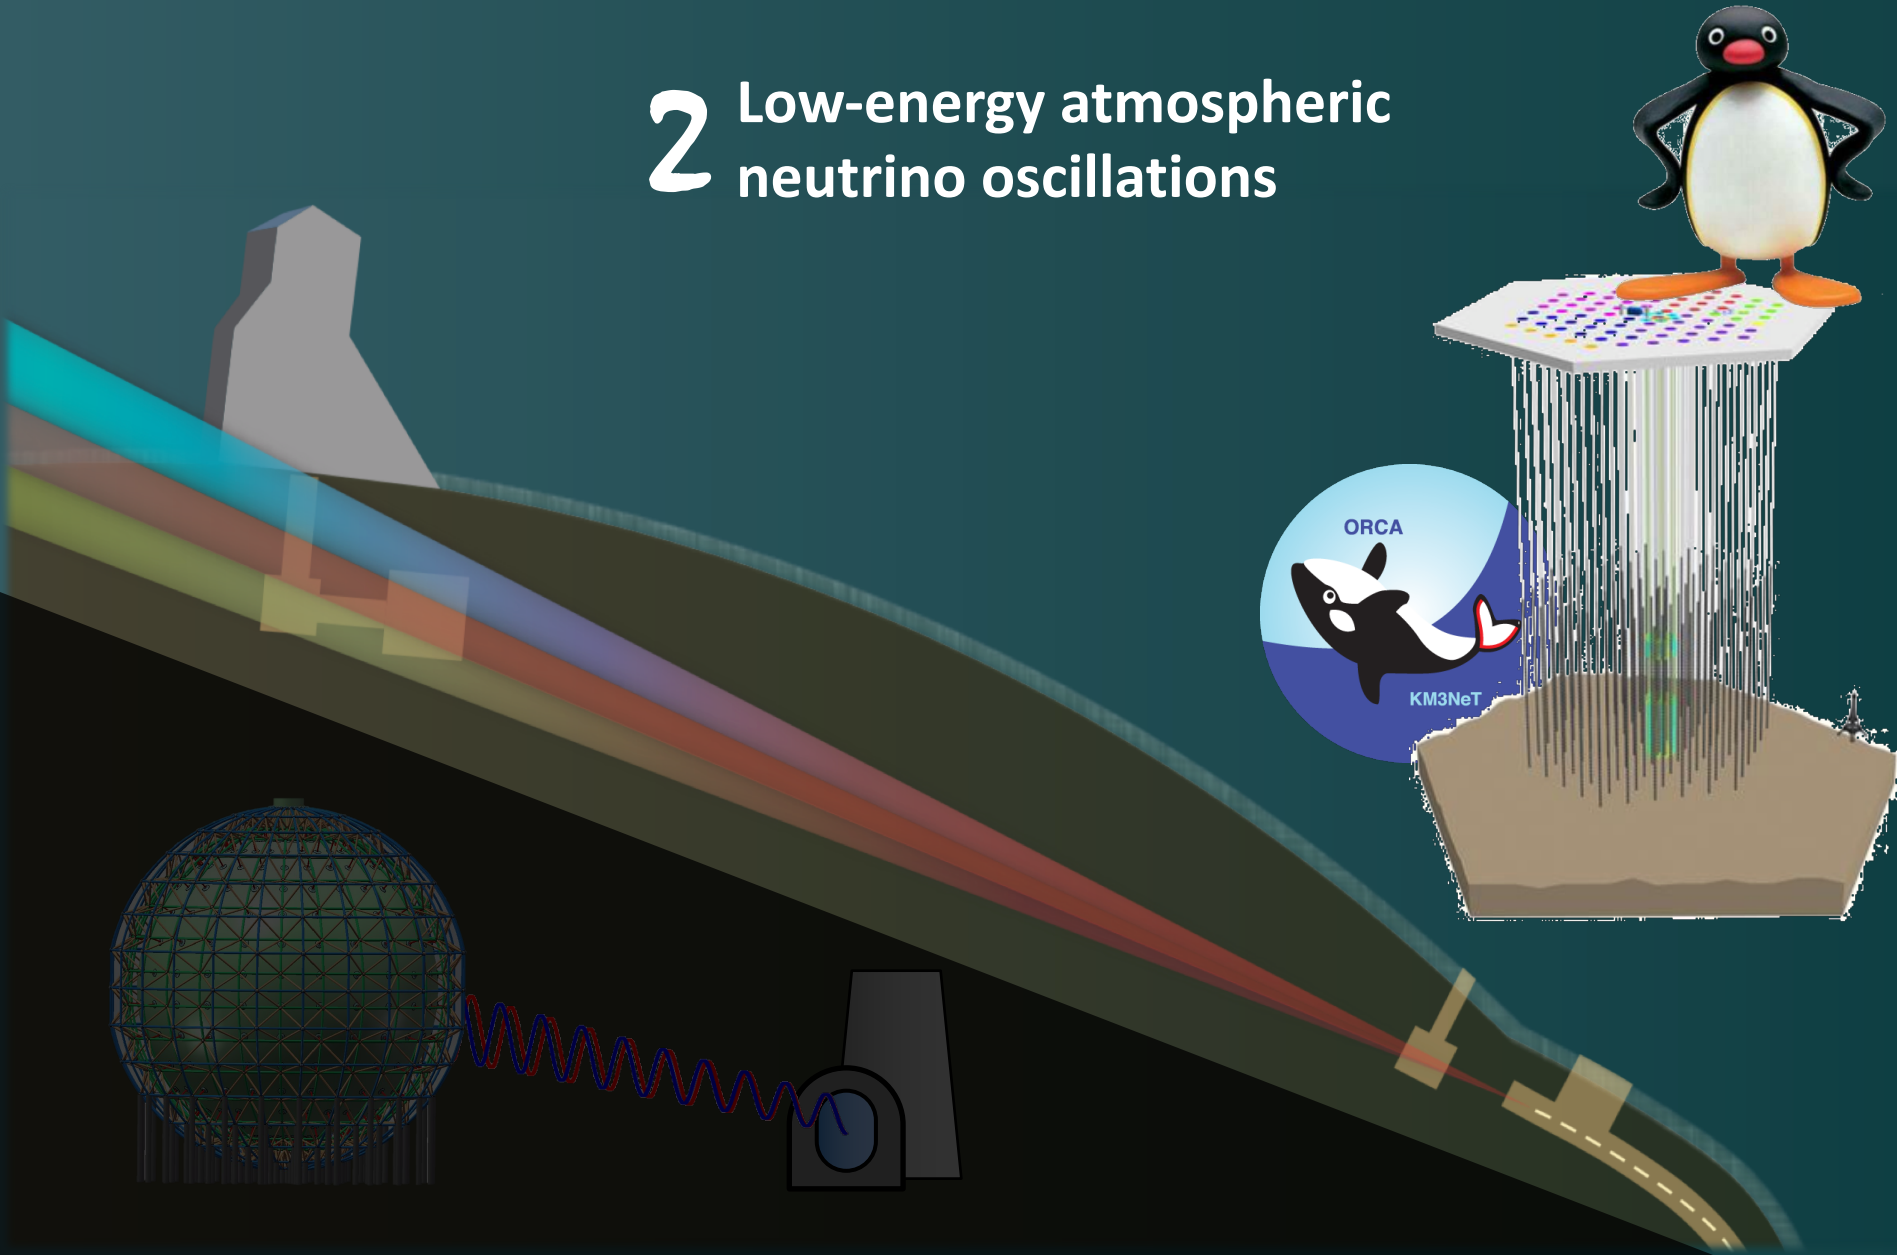 2
Low-energy atmospheric
neutrino oscillations
ORCA
KM3NeT